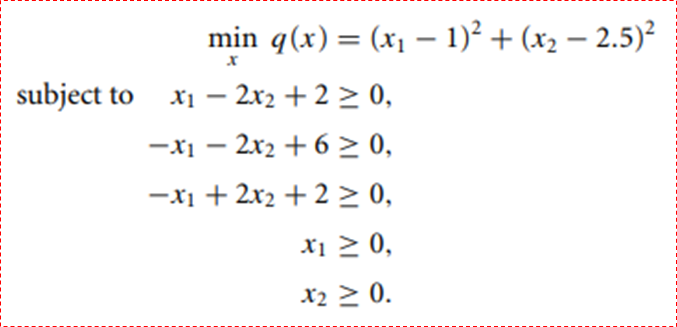 min q(x) = (x₁ − 1)² + (x₂ − 2.5)²
x
subject to x₁ − 2x₂ + 2 ≥ 0,
−x₁ − 2x₂ + 6 ≥ 0,
−x₁ + 2x₂ + 2 ≥ 0,
x₁ ≥ 0,
x₂ ≥ 0.